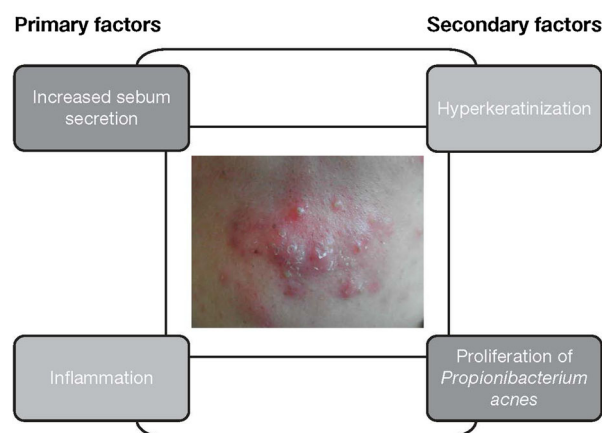 Primary factors
Secondary factors
Increased sebum
secretion
Hyperkeratinization
Inflammation
Proliferation of
Propionibacterium
acnes